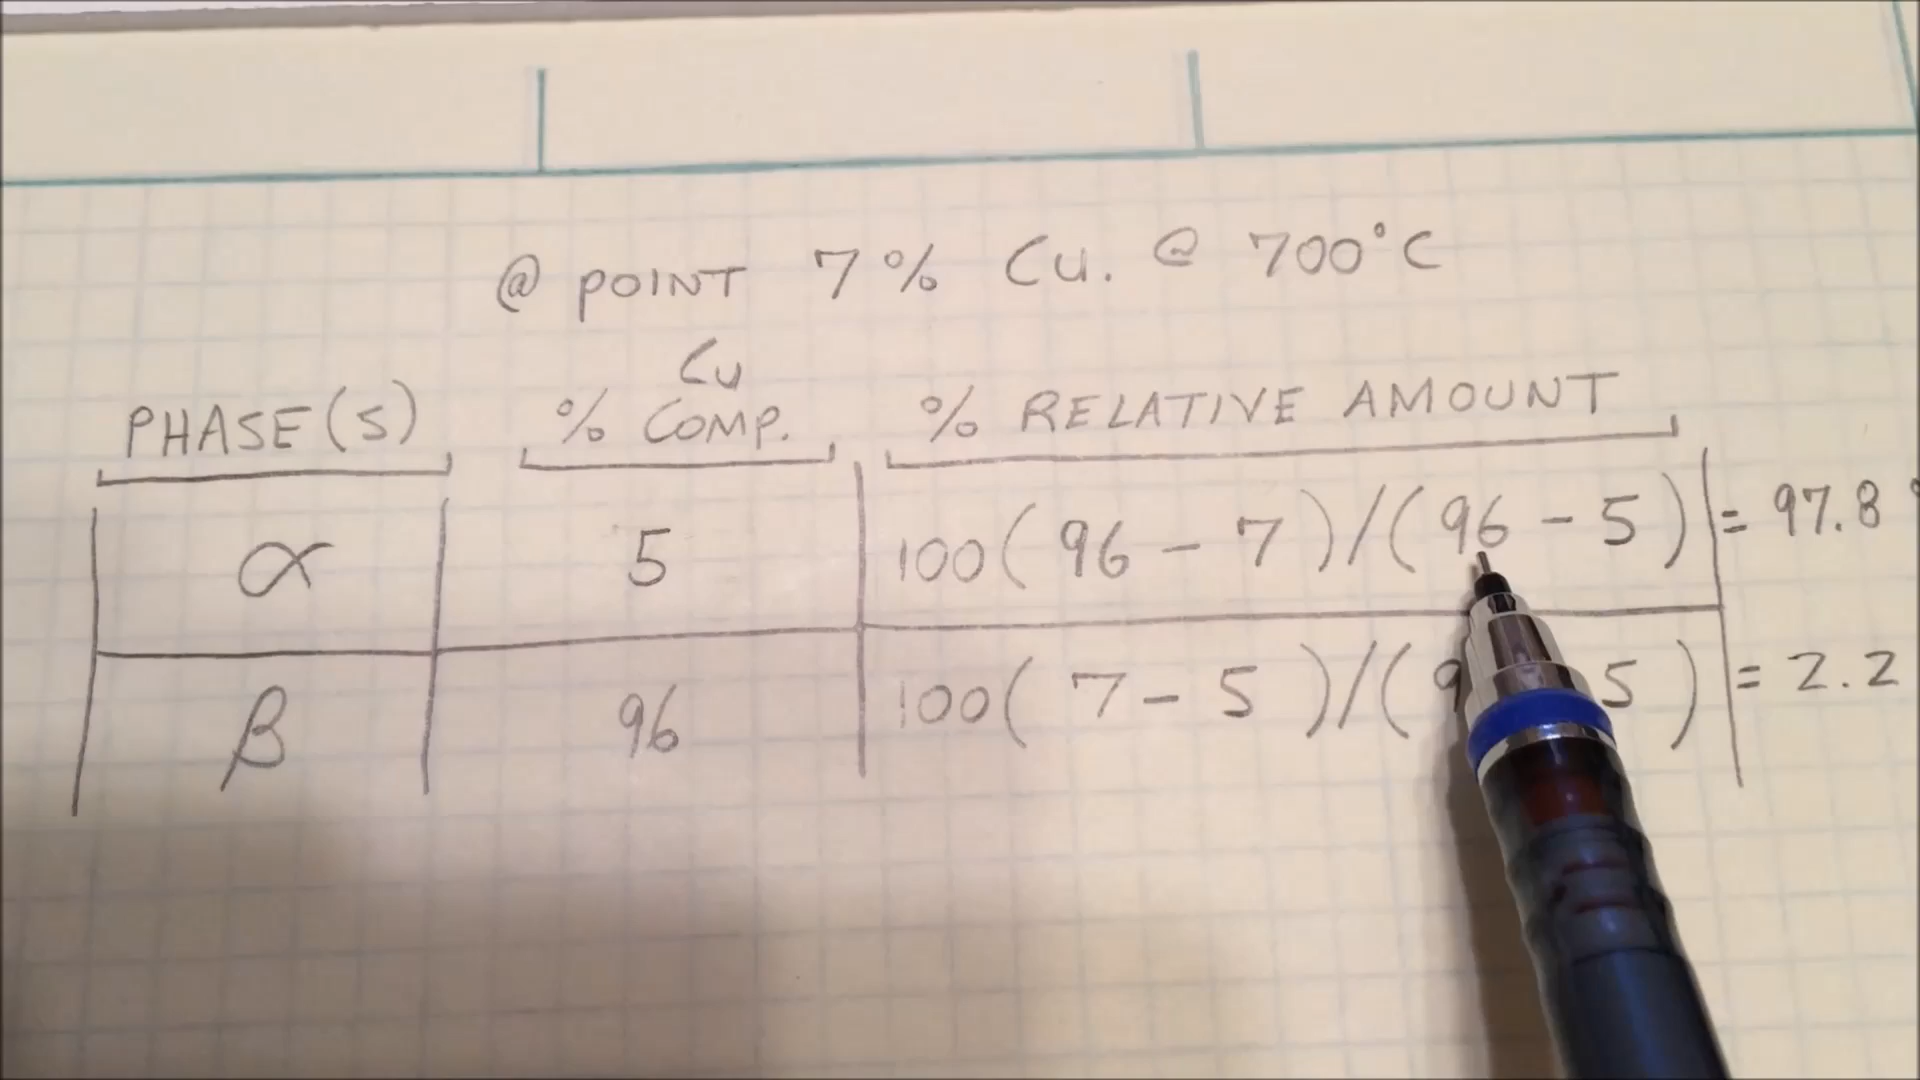 @ POINT 7% Cu. @ 700°C
PHASE(S) Cu % COMP. % RELATIVE AMOUNT
α 5 100(96-7)/(96-5) = 97.8
β 96 100(7-5)/(9 5) = 2.2